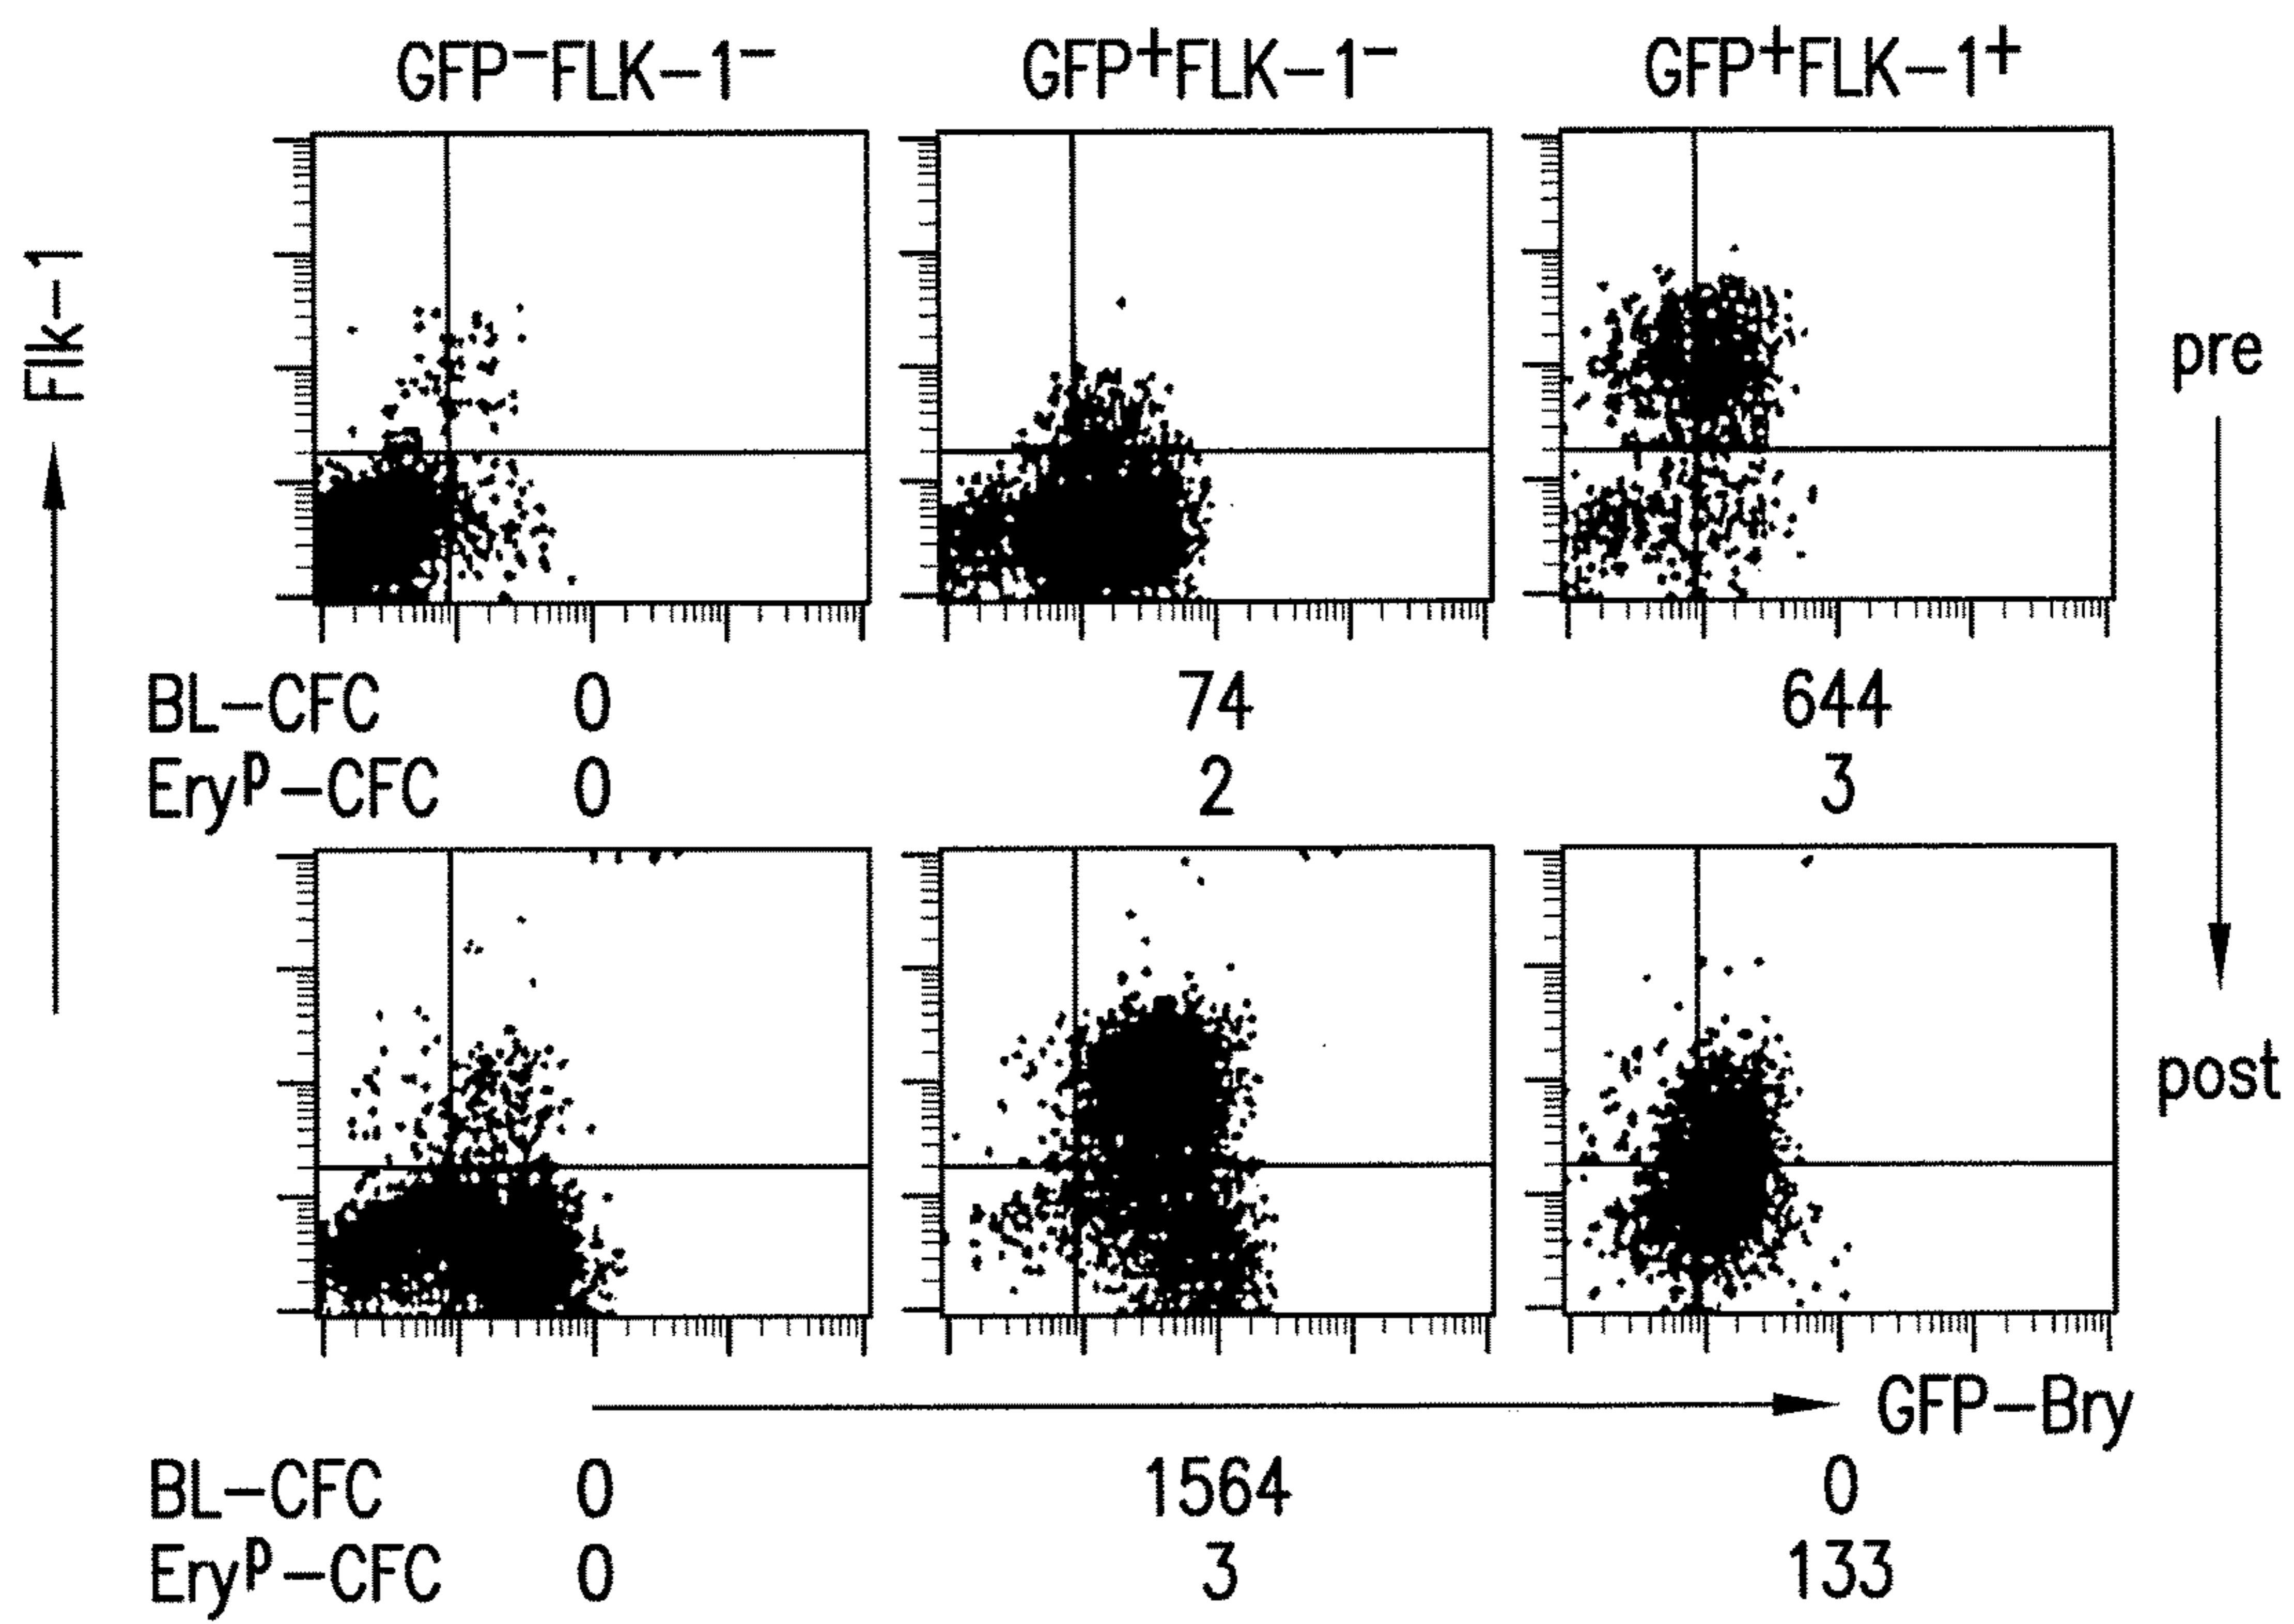 GFP⁻FLK-1⁻ GFP⁺FLK-1⁻ GFP⁺FLK-1⁺
Flk-1
pre
BL-CFC 0 74 644
Eryᴾ-CFC 0 2 3
post
GFP-Bry
BL-CFC 0 1564 0
Eryᴾ-CFC 0 3 133